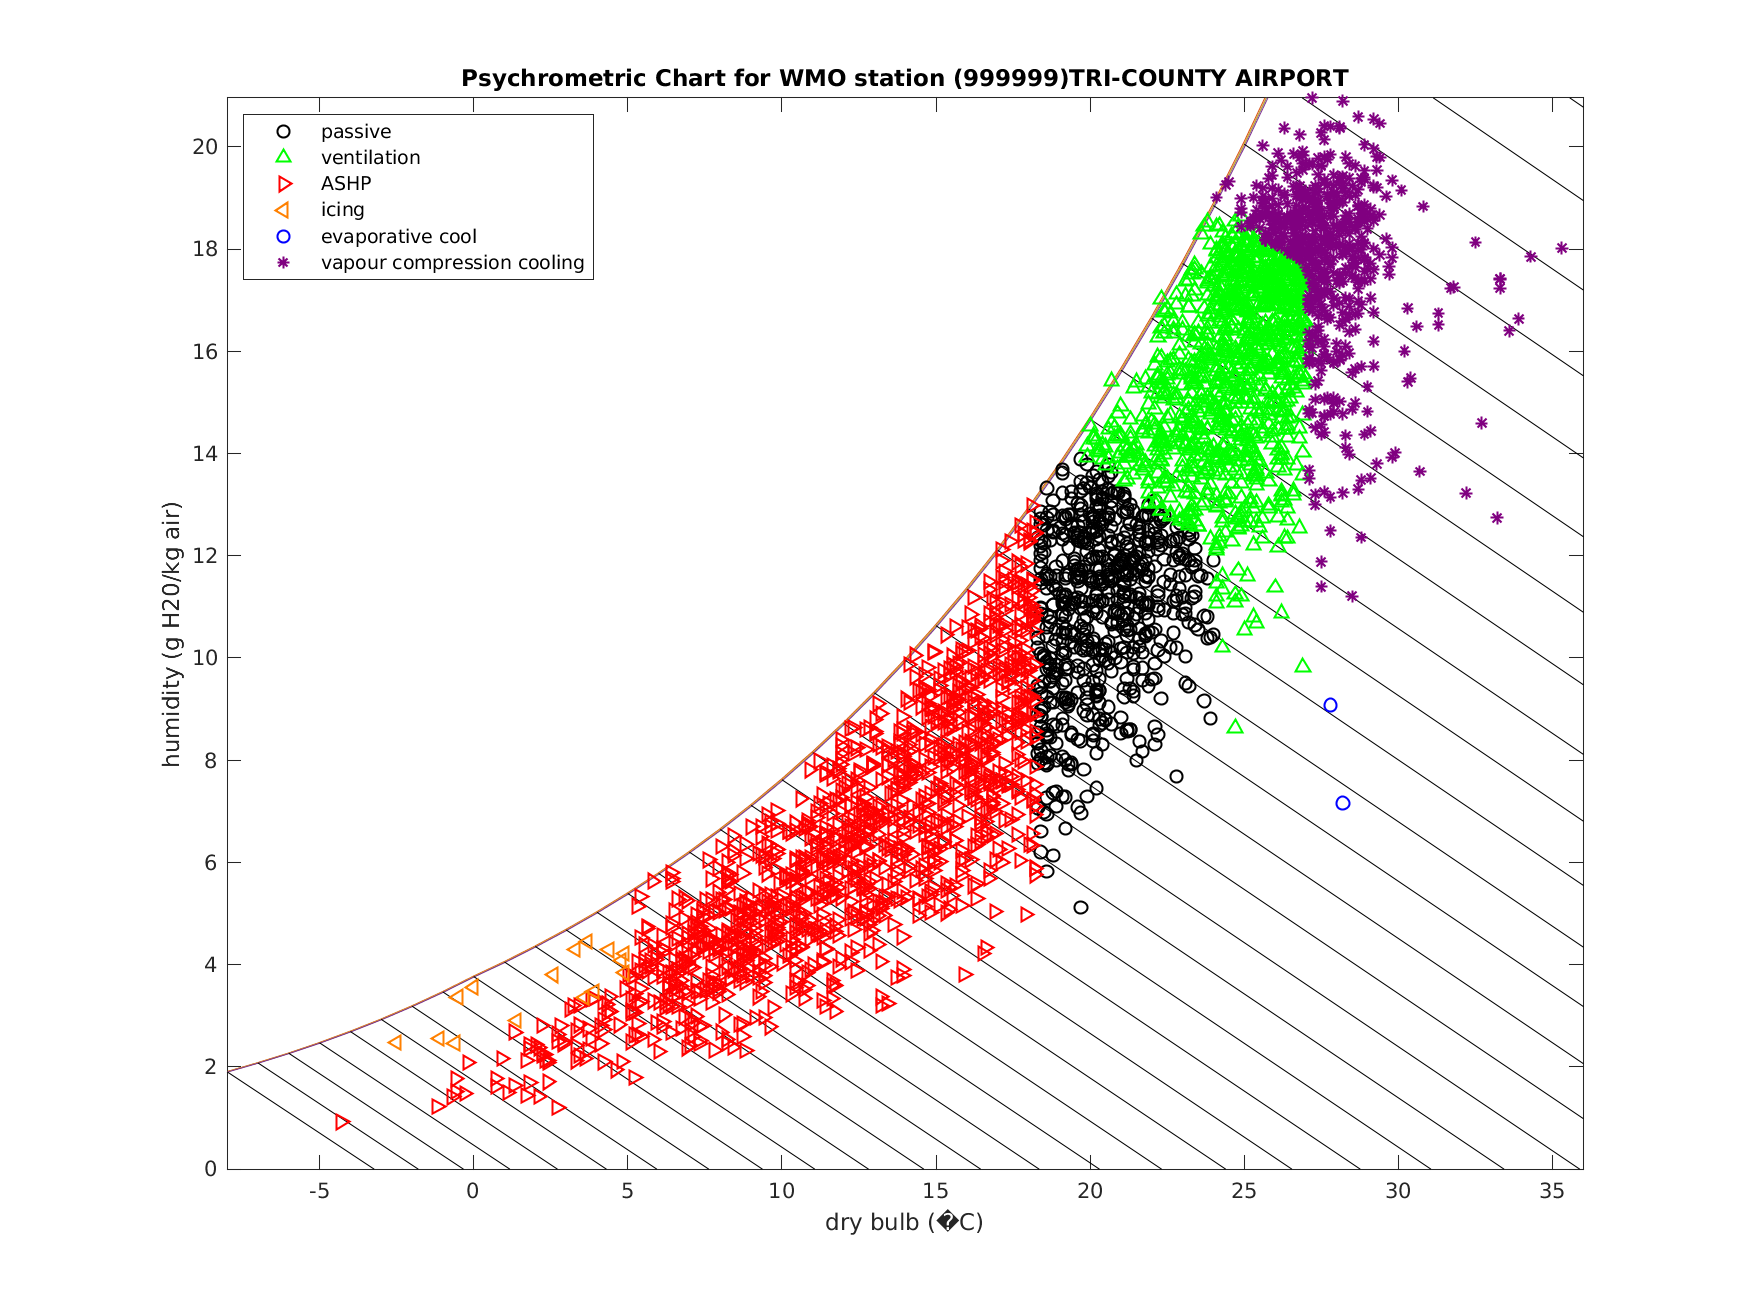 Psychrometric Chart for WMO station (999999)TRI-COUNTY AIRPORT
passive
ventilation
ASHP
icing
evaporative cool
vapour compression cooling
humidity (g H20/kg air)
20
18
16
14
12
10
8
6
4
2
0
-5 0 5 10 15 20 25 30 35
dry bulb (�C)